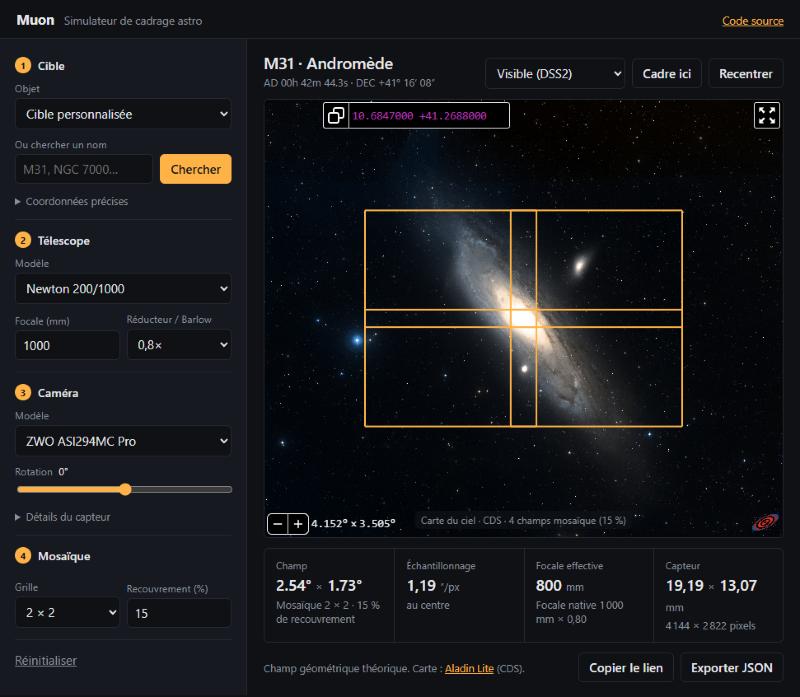 Muon Simulateur de cadrage astro
Code source
1 Cible
Objet
Cible personnalisée
Ou chercher un nom
M31, NGC 7000...
Chercher
Coordonnées précises
2 Télescope
Modèle
Newton 200/1000
Focale (mm)
Réducteur / Barlow
1000
0,8×
3 Caméra
Modèle
ZWO ASI294MC Pro
Rotation 0°
Détails du capteur
4 Mosaïque
Grille
Recouvrement (%)
2 × 2
15
Réinitialiser
M31 · Andromède
AD 00h 42m 44.3s · DEC +41° 16′ 08″
Visible (DSS2)
Cadre ici
Recentrer
10.6847000 +41.2688000
4.152° × 3.505°
Carte du ciel · CDS · 4 champs mosaïque (15 %)
Champ
2.54° × 1.73°
Mosaïque 2 × 2 · 15 %
de recouvrement
Échantillonnage
1,19 ″/px
au centre
Focale effective
800 mm
Focale native 1 000
mm × 0,80
Capteur
19,19 × 13,07
mm
4 144 × 2 822 pixels
Champ géométrique théorique. Carte : Aladin Lite (CDS).
Copier le lien
Exporter JSON